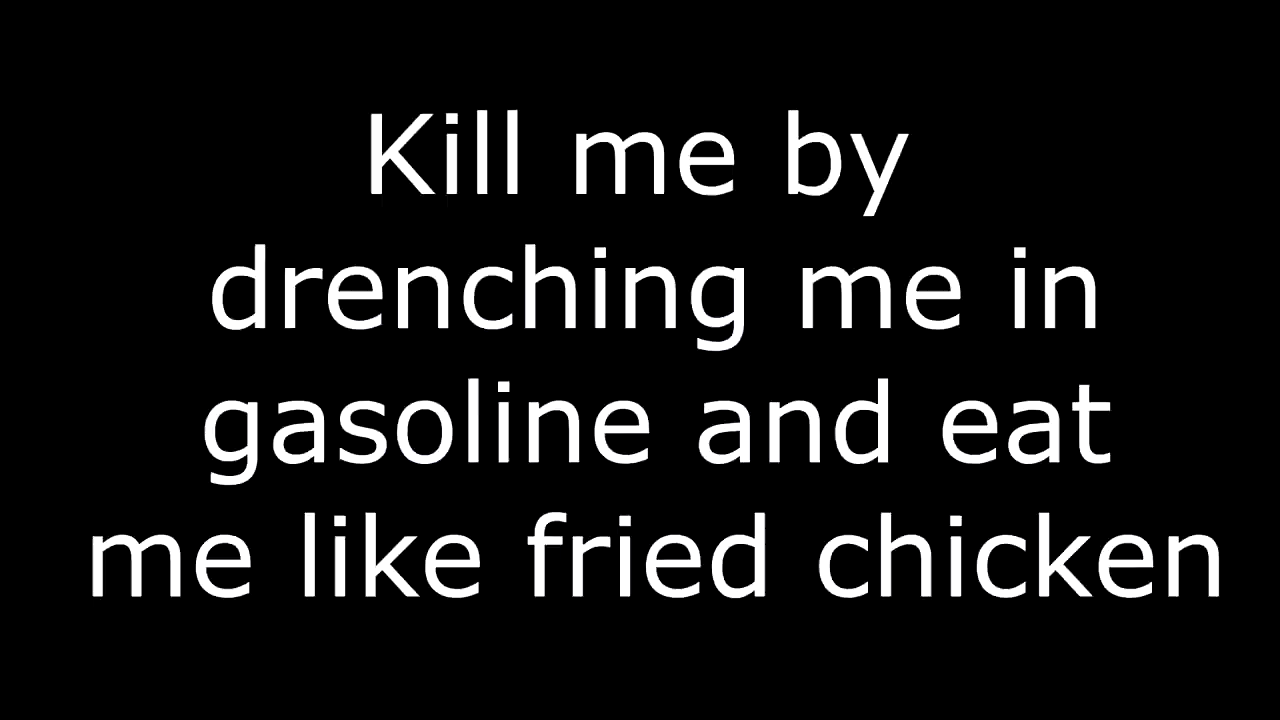 Kill me by
drenching me in
gasoline and eat
me like fried chicken